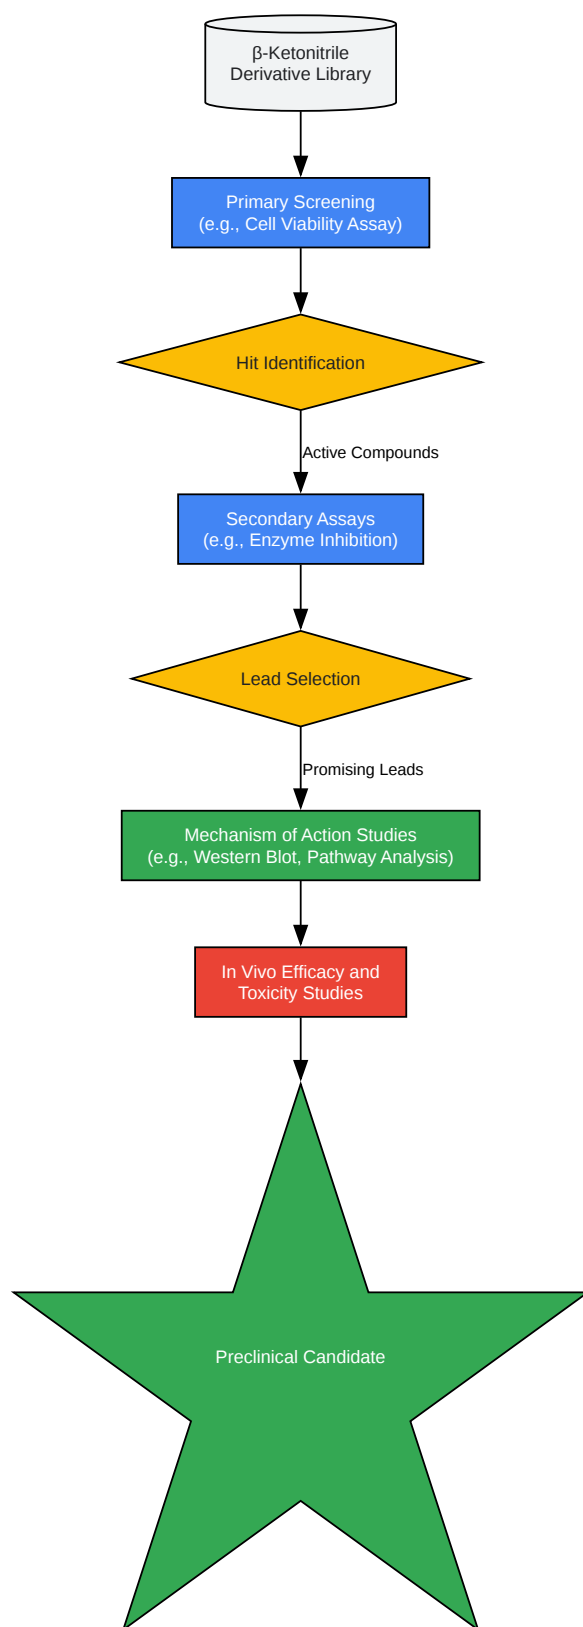 β-Ketonitrile
Derivative Library
Primary Screening
(e.g., Cell Viability Assay)
Hit Identification
Active Compounds
Secondary Assays
(e.g., Enzyme Inhibition)
Lead Selection
Promising Leads
Mechanism of Action Studies
(e.g., Western Blot, Pathway Analysis)
In Vivo Efficacy and
Toxicity Studies
Preclinical Candidate